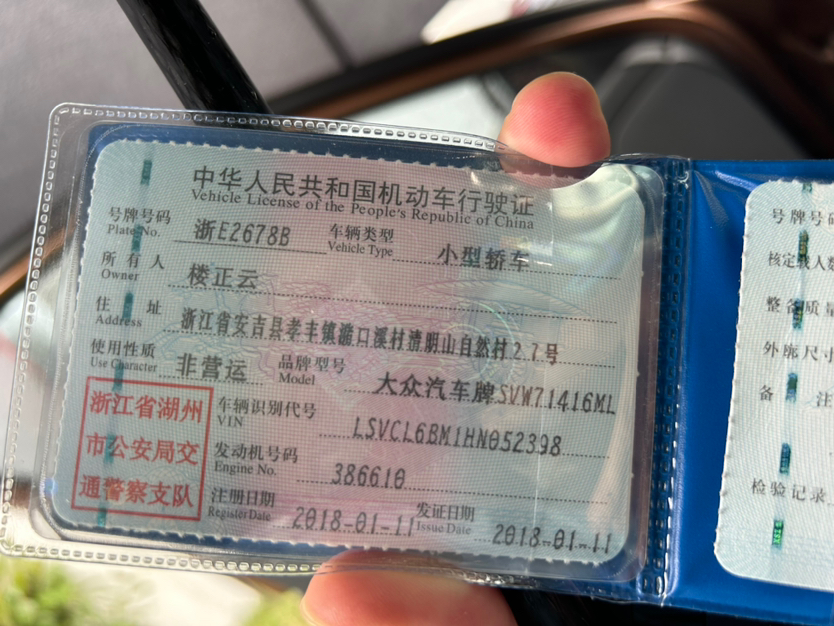 中华人民共和国机动车行驶证
Vehicle License of the People's Republic of China
号牌号码 浙E2678B 车辆类型 小型轿车
Plate No. Vehicle Type
所有人 楼正云
Owner
住址 浙江省安吉县姜丰镇潴口溪村清明山自然村27号
Address
使用性质 非营运 品牌型号 大众汽车牌SVW71416ML
Use Character Model
浙江省湖州
市公安局交
通警察支队
车辆识别代号 LSVCL6BM1HN052398
VIN
发动机号码 386610
Engine No.
注册日期 2018-01-11 发证日期 2018-01-11
Register Date Issue Date
号牌号码
核定载人数
整备质量
外廓尺寸
备注
检验记录